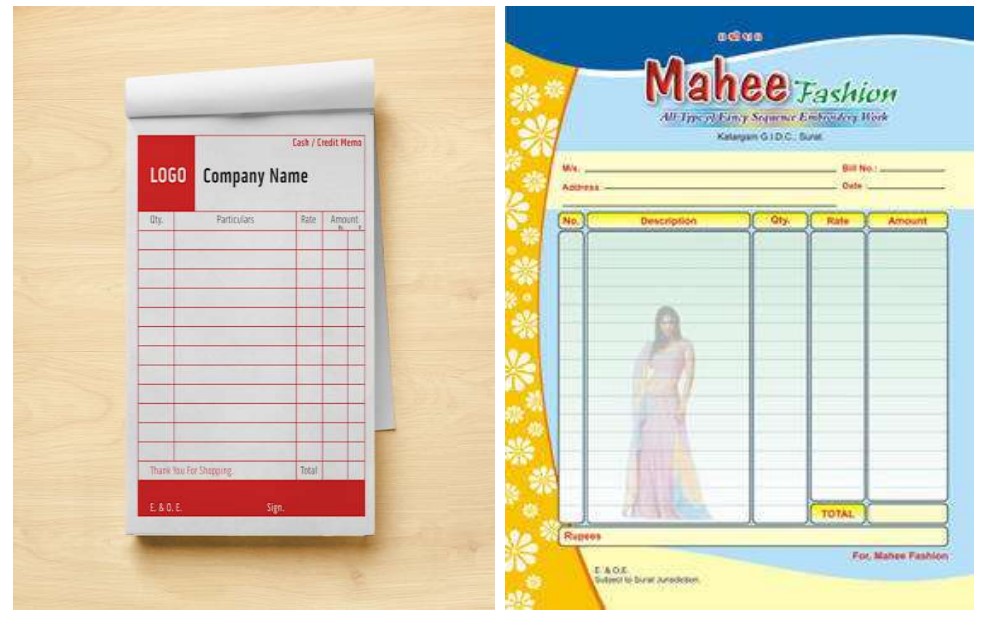 Cash / Credit Memo
LOGO
Company Name
Qty.
Particulars
Rate
Amount
Thank You For Shopping.
Total
E. & O. E.
Sign.
Mahee Fashion
All Type of Fancy Sequence Embroidery Work
Katargam G.I.D.C., Surat.
M/s.
Bill No.:
Address :
Date :
No.
Description
Qty.
Rate
Amount
TOTAL
Rupees
For, Mahee Fashion
E. & O.E.
Subject to Surat Jurisdiction.